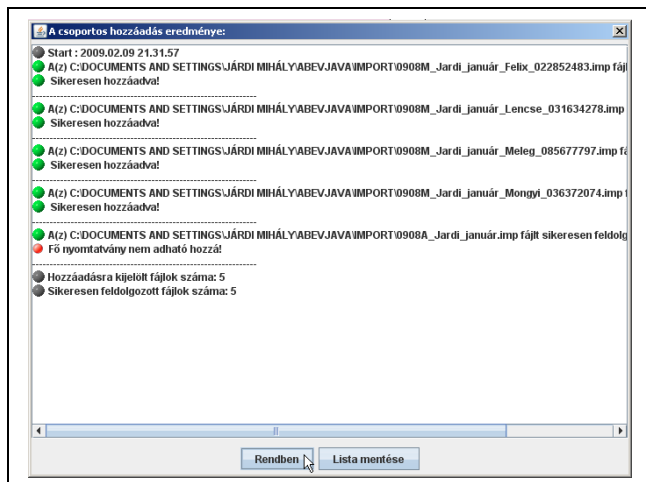 A csoportos hozzáadás eredménye:
Start : 2009.02.09 21.31.57
A(z) C:\DOCUMENTS AND SETTINGS\JÁRDI MIHÁLY\ABEVJAVA\IMPORT\0908M_Jardi_január_Felix_022852483.imp fájl
Sikeresen hozzáadva!
A(z) C:\DOCUMENTS AND SETTINGS\JÁRDI MIHÁLY\ABEVJAVA\IMPORT\0908M_Jardi_január_Lencse_031634278.imp
Sikeresen hozzáadva!
A(z) C:\DOCUMENTS AND SETTINGS\JÁRDI MIHÁLY\ABEVJAVA\IMPORT\0908M_Jardi_január_Meleg_085677797.imp fá
Sikeresen hozzáadva!
A(z) C:\DOCUMENTS AND SETTINGS\JÁRDI MIHÁLY\ABEVJAVA\IMPORT\0908M_Jardi_január_Mongyi_036372074.imp f
Sikeresen hozzáadva!
A(z) C:\DOCUMENTS AND SETTINGS\JÁRDI MIHÁLY\ABEVJAVA\IMPORT\0908A_Jardi_január.imp fájlt sikeresen feldolg
Fő nyomtatvány nem adható hozzá!
Hozzáadásra kijelölt fájlok száma: 5
Sikeresen feldolgozott fájlok száma: 5
Rendben Lista mentése